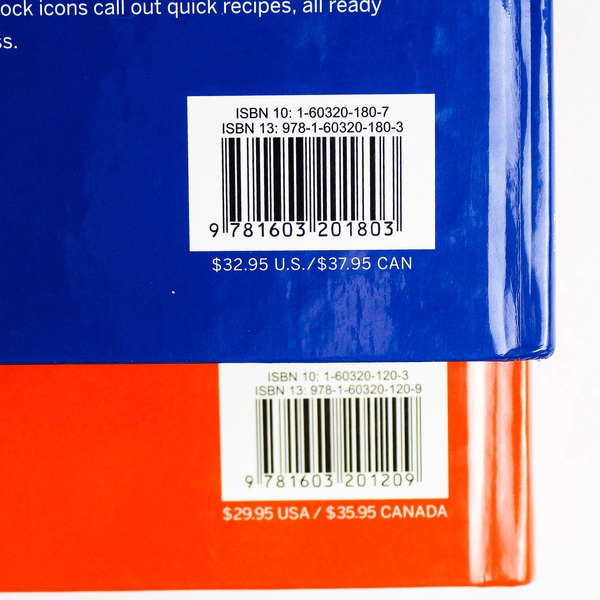 ock icons call out quick recipes, all ready
ss.
ISBN 10: 1-60320-180-7
ISBN 13: 978-1-60320-180-3
9 781603 201803
$32.95 U.S./$37.95 CAN
ISBN 10: 1-60320-120-3
ISBN 13: 978-1-60320-120-9
9 781603 201209
$29.95 USA / $35.95 CANADA